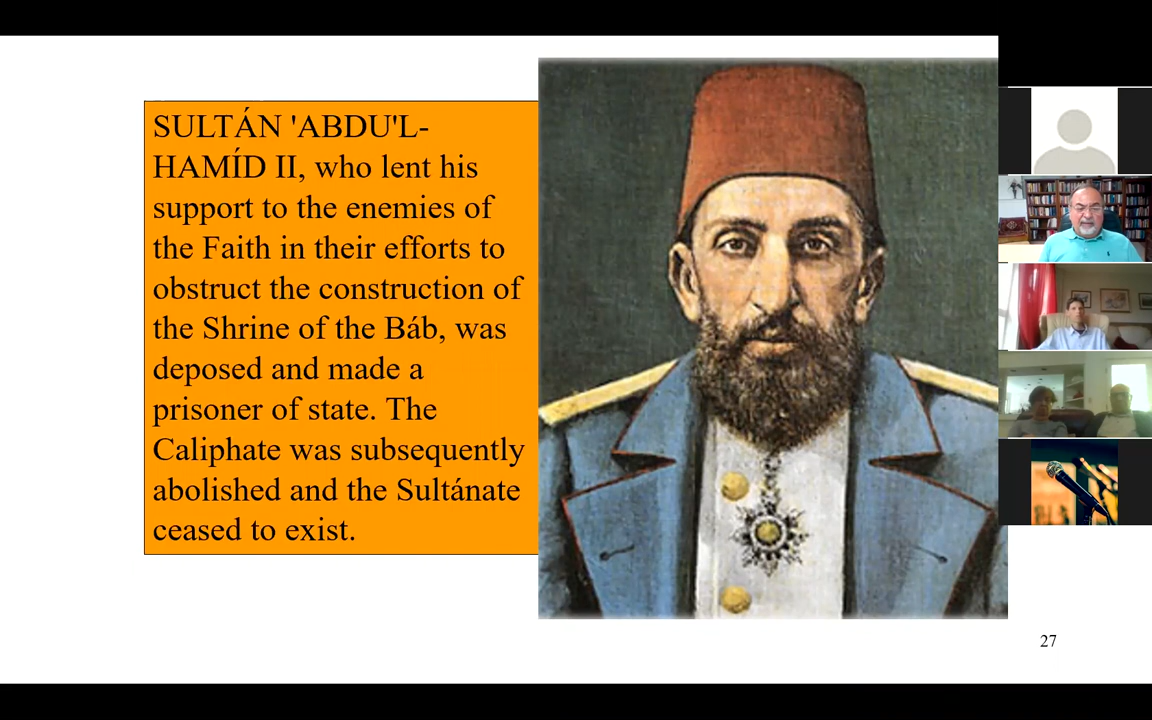 SULTÁN 'ABDU'L-
HAMÍD II, who lent his
support to the enemies of
the Faith in their efforts to
obstruct the construction of
the Shrine of the Báb, was
deposed and made a
prisoner of state. The
Caliphate was subsequently
abolished and the Sultánate
ceased to exist.
27